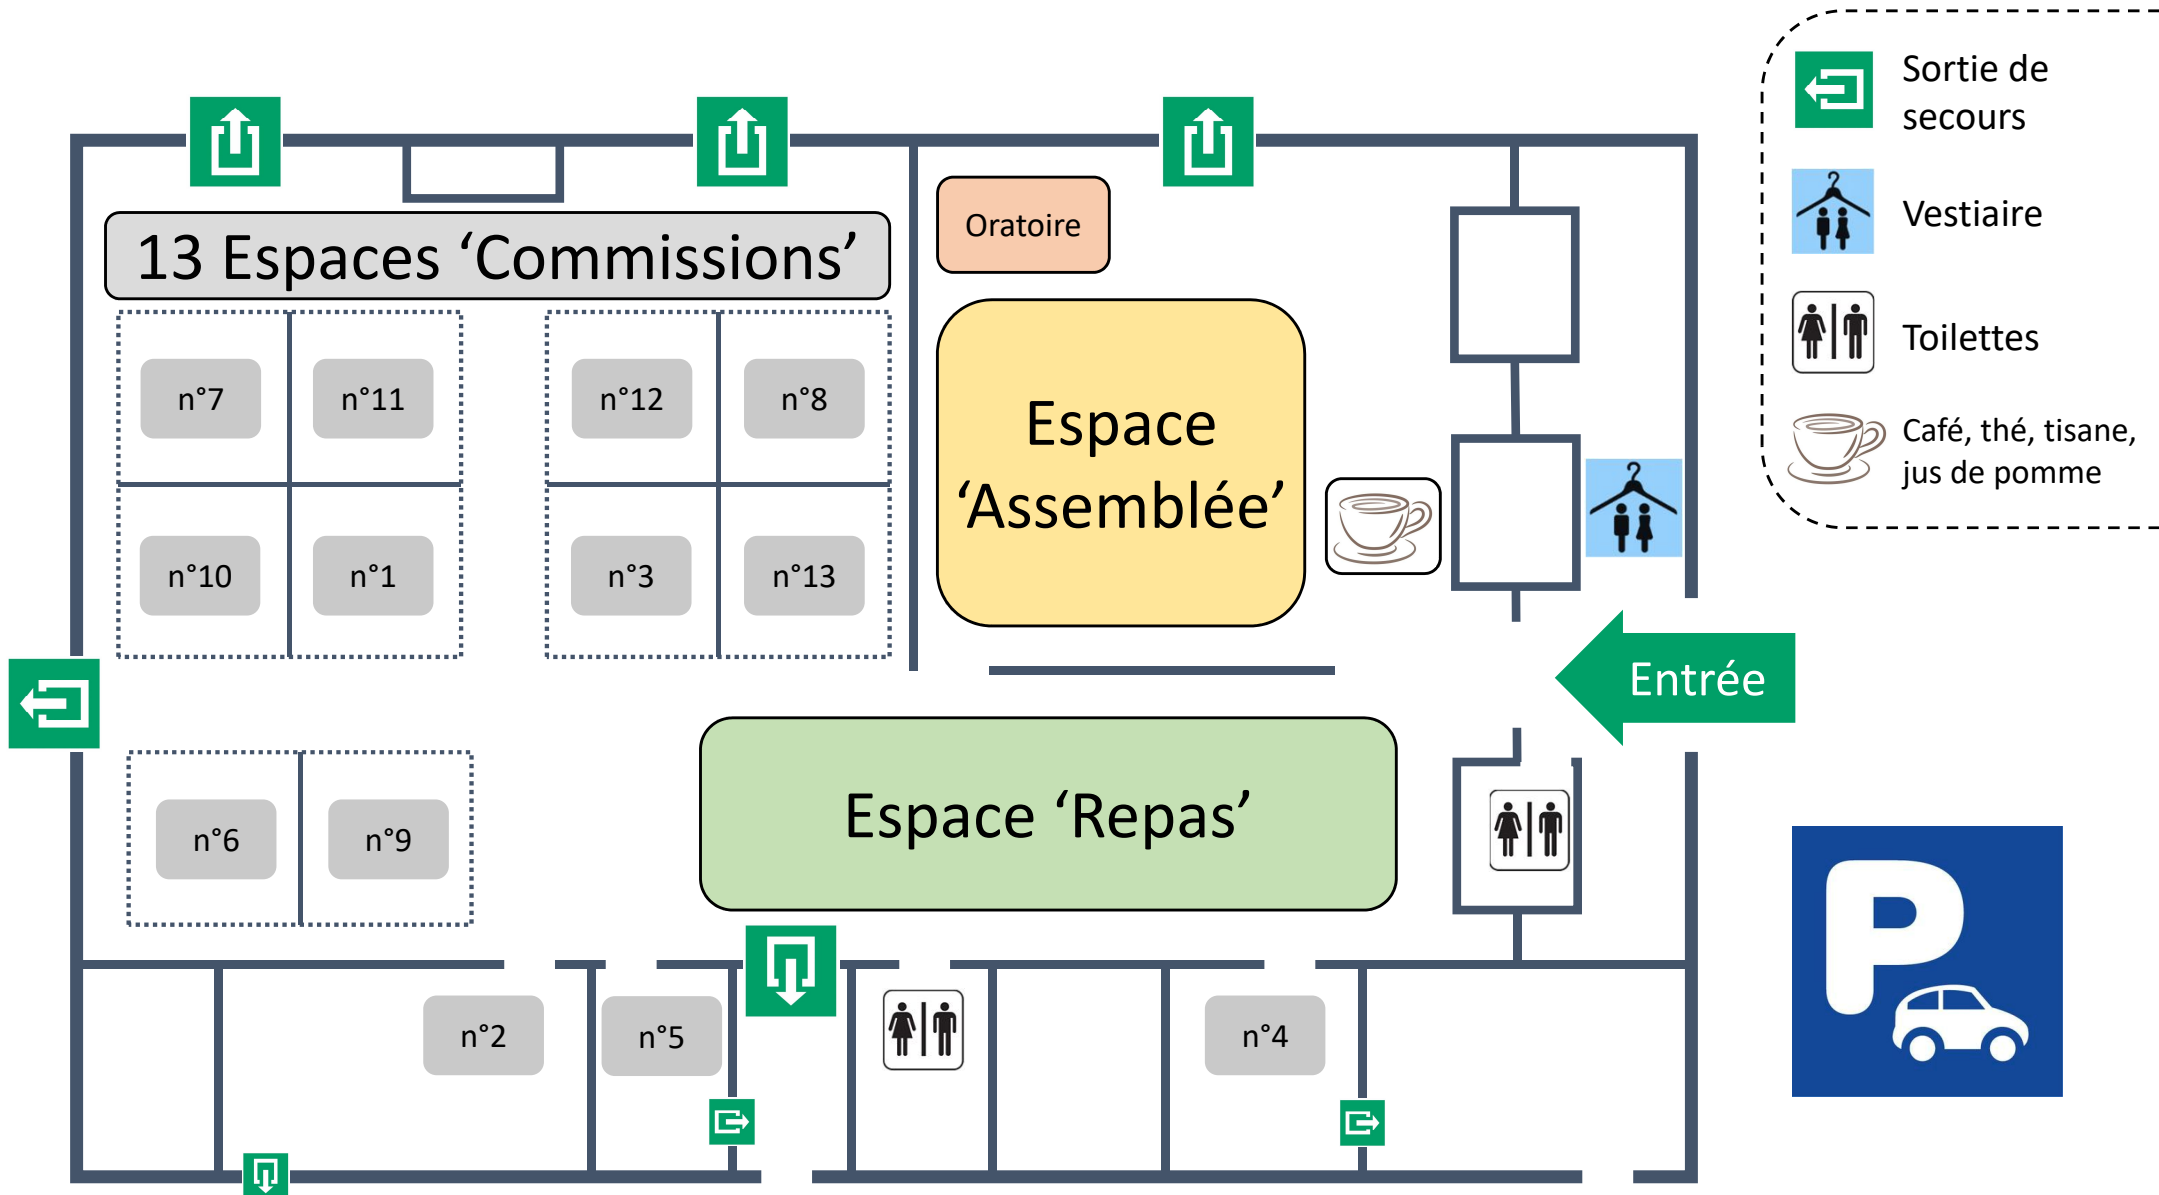 Sortie de
secours
Vestiaire
Toilettes
Café, thé, tisane,
jus de pomme
13 Espaces ‘Commissions’
Oratoire
n°7
n°11
n°12
n°8
Espace
‘Assemblée’
n°10
n°1
n°3
n°13
Entrée
Espace ‘Repas’
n°6
n°9
n°2
n°5
n°4
P